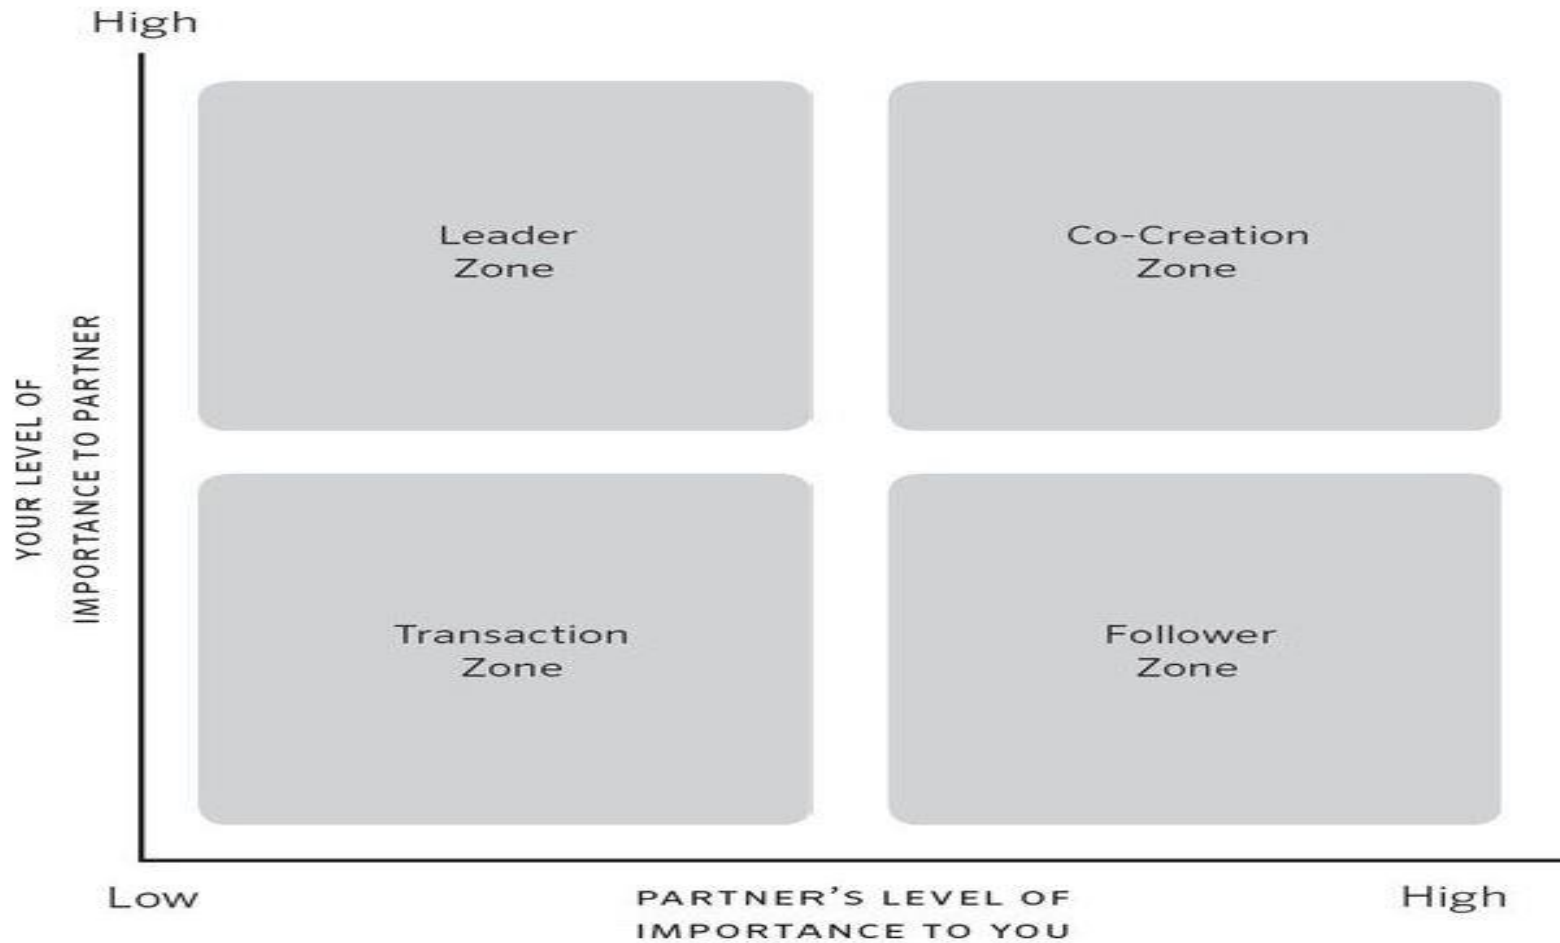 High
Leader
Zone
Co-Creation
Zone
YOUR LEVEL OF
IMPORTANCE TO PARTNER
Transaction
Zone
Follower
Zone
Low
PARTNER’S LEVEL OF
IMPORTANCE TO YOU
High